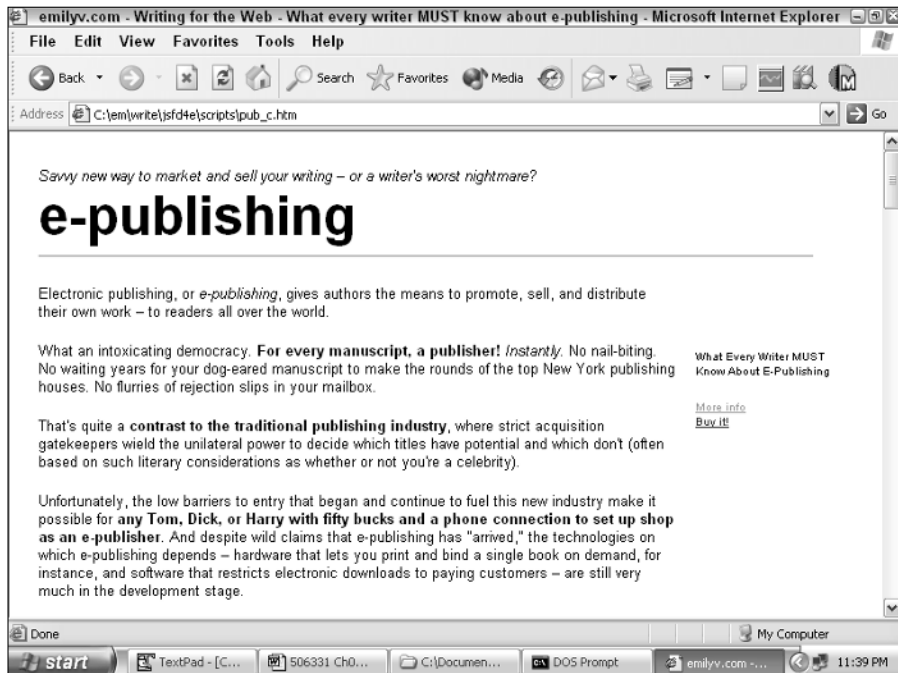 emilyv.com - Writing for the Web - What every writer MUST know about e-publishing - Microsoft Internet Explorer
File Edit View Favorites Tools Help
Back Search Favorites Media
Address C:\em\write\jsfd4e\scripts\pub_c.htm Go
Savvy new way to market and sell your writing – or a writer's worst nightmare?
e-publishing
Electronic publishing, or e-publishing, gives authors the means to promote, sell, and distribute
their own work – to readers all over the world.
What an intoxicating democracy. For every manuscript, a publisher! Instantly. No nail-biting.
No waiting years for your dog-eared manuscript to make the rounds of the top New York publishing
houses. No flurries of rejection slips in your mailbox.
What Every Writer MUST
Know About E-Publishing
More info
Buy it!
That's quite a contrast to the traditional publishing industry, where strict acquisition
gatekeepers wield the unilateral power to decide which titles have potential and which don't (often
based on such literary considerations as whether or not you're a celebrity).
Unfortunately, the low barriers to entry that began and continue to fuel this new industry make it
possible for any Tom, Dick, or Harry with fifty bucks and a phone connection to set up shop
as an e-publisher. And despite wild claims that e-publishing has "arrived," the technologies on
which e-publishing depends – hardware that lets you print and bind a single book on demand, for
instance, and software that restricts electronic downloads to paying customers – are still very
much in the development stage.
Done My Computer
start TextPad - [C... 506331 Ch0... C:\Documen... DOS Prompt emilyv.com -... 11:39 PM